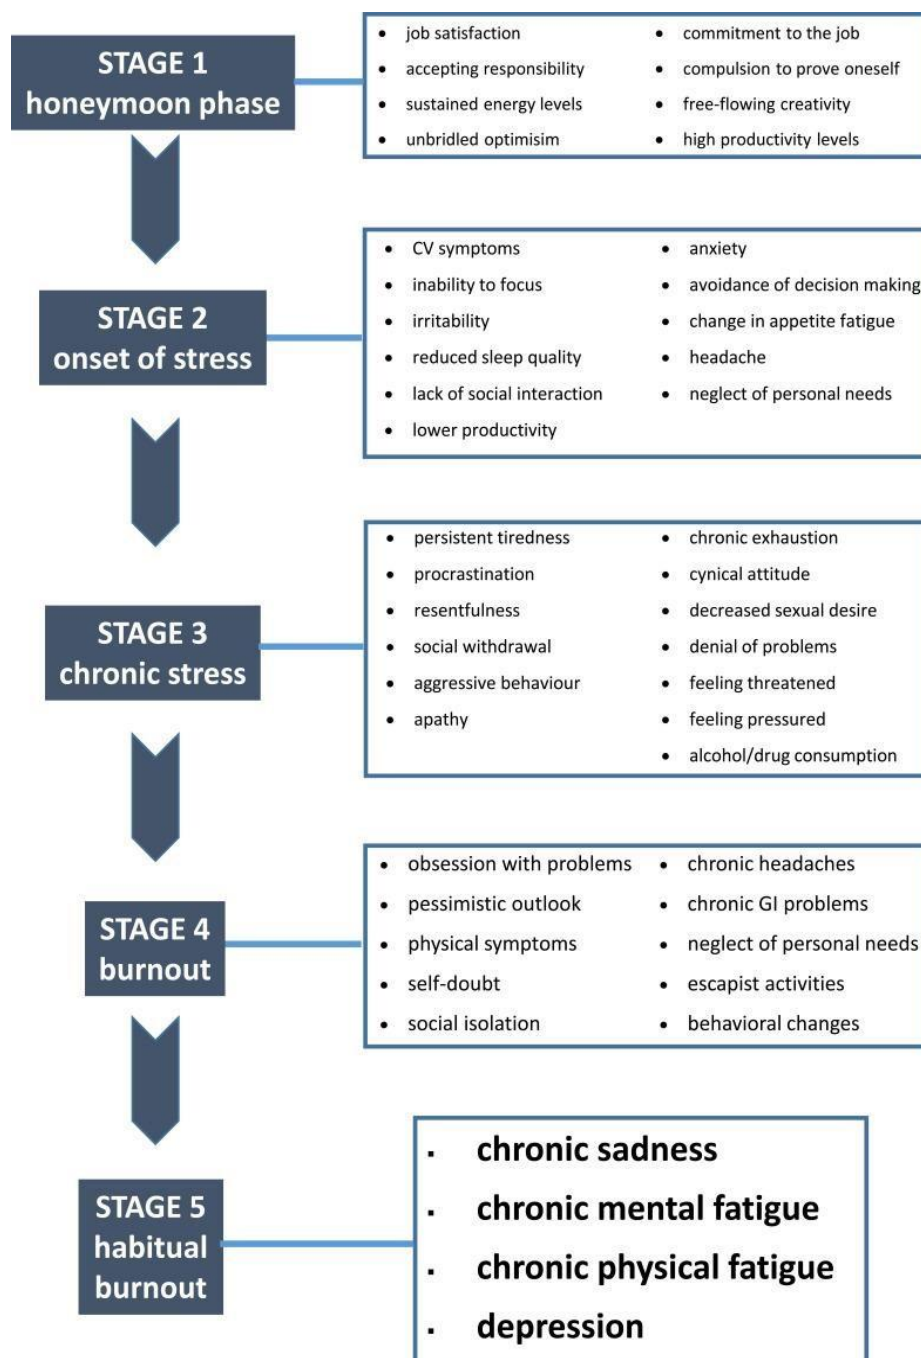 STAGE 1
honeymoon phase
• job satisfaction
• accepting responsibility
• sustained energy levels
• unbridled optimisim
• commitment to the job
• compulsion to prove oneself
• free-flowing creativity
• high productivity levels
STAGE 2
onset of stress
• CV symptoms
• inability to focus
• irritability
• reduced sleep quality
• lack of social interaction
• lower productivity
• anxiety
• avoidance of decision making
• change in appetite fatigue
• headache
• neglect of personal needs
STAGE 3
chronic stress
• persistent tiredness
• procrastination
• resentfulness
• social withdrawal
• aggressive behaviour
• apathy
• chronic exhaustion
• cynical attitude
• decreased sexual desire
• denial of problems
• feeling threatened
• feeling pressured
• alcohol/drug consumption
STAGE 4
burnout
• obsession with problems
• pessimistic outlook
• physical symptoms
• self-doubt
• social isolation
• chronic headaches
• chronic GI problems
• neglect of personal needs
• escapist activities
• behavioral changes
STAGE 5
habitual
burnout
▪ chronic sadness
▪ chronic mental fatigue
▪ chronic physical fatigue
▪ depression